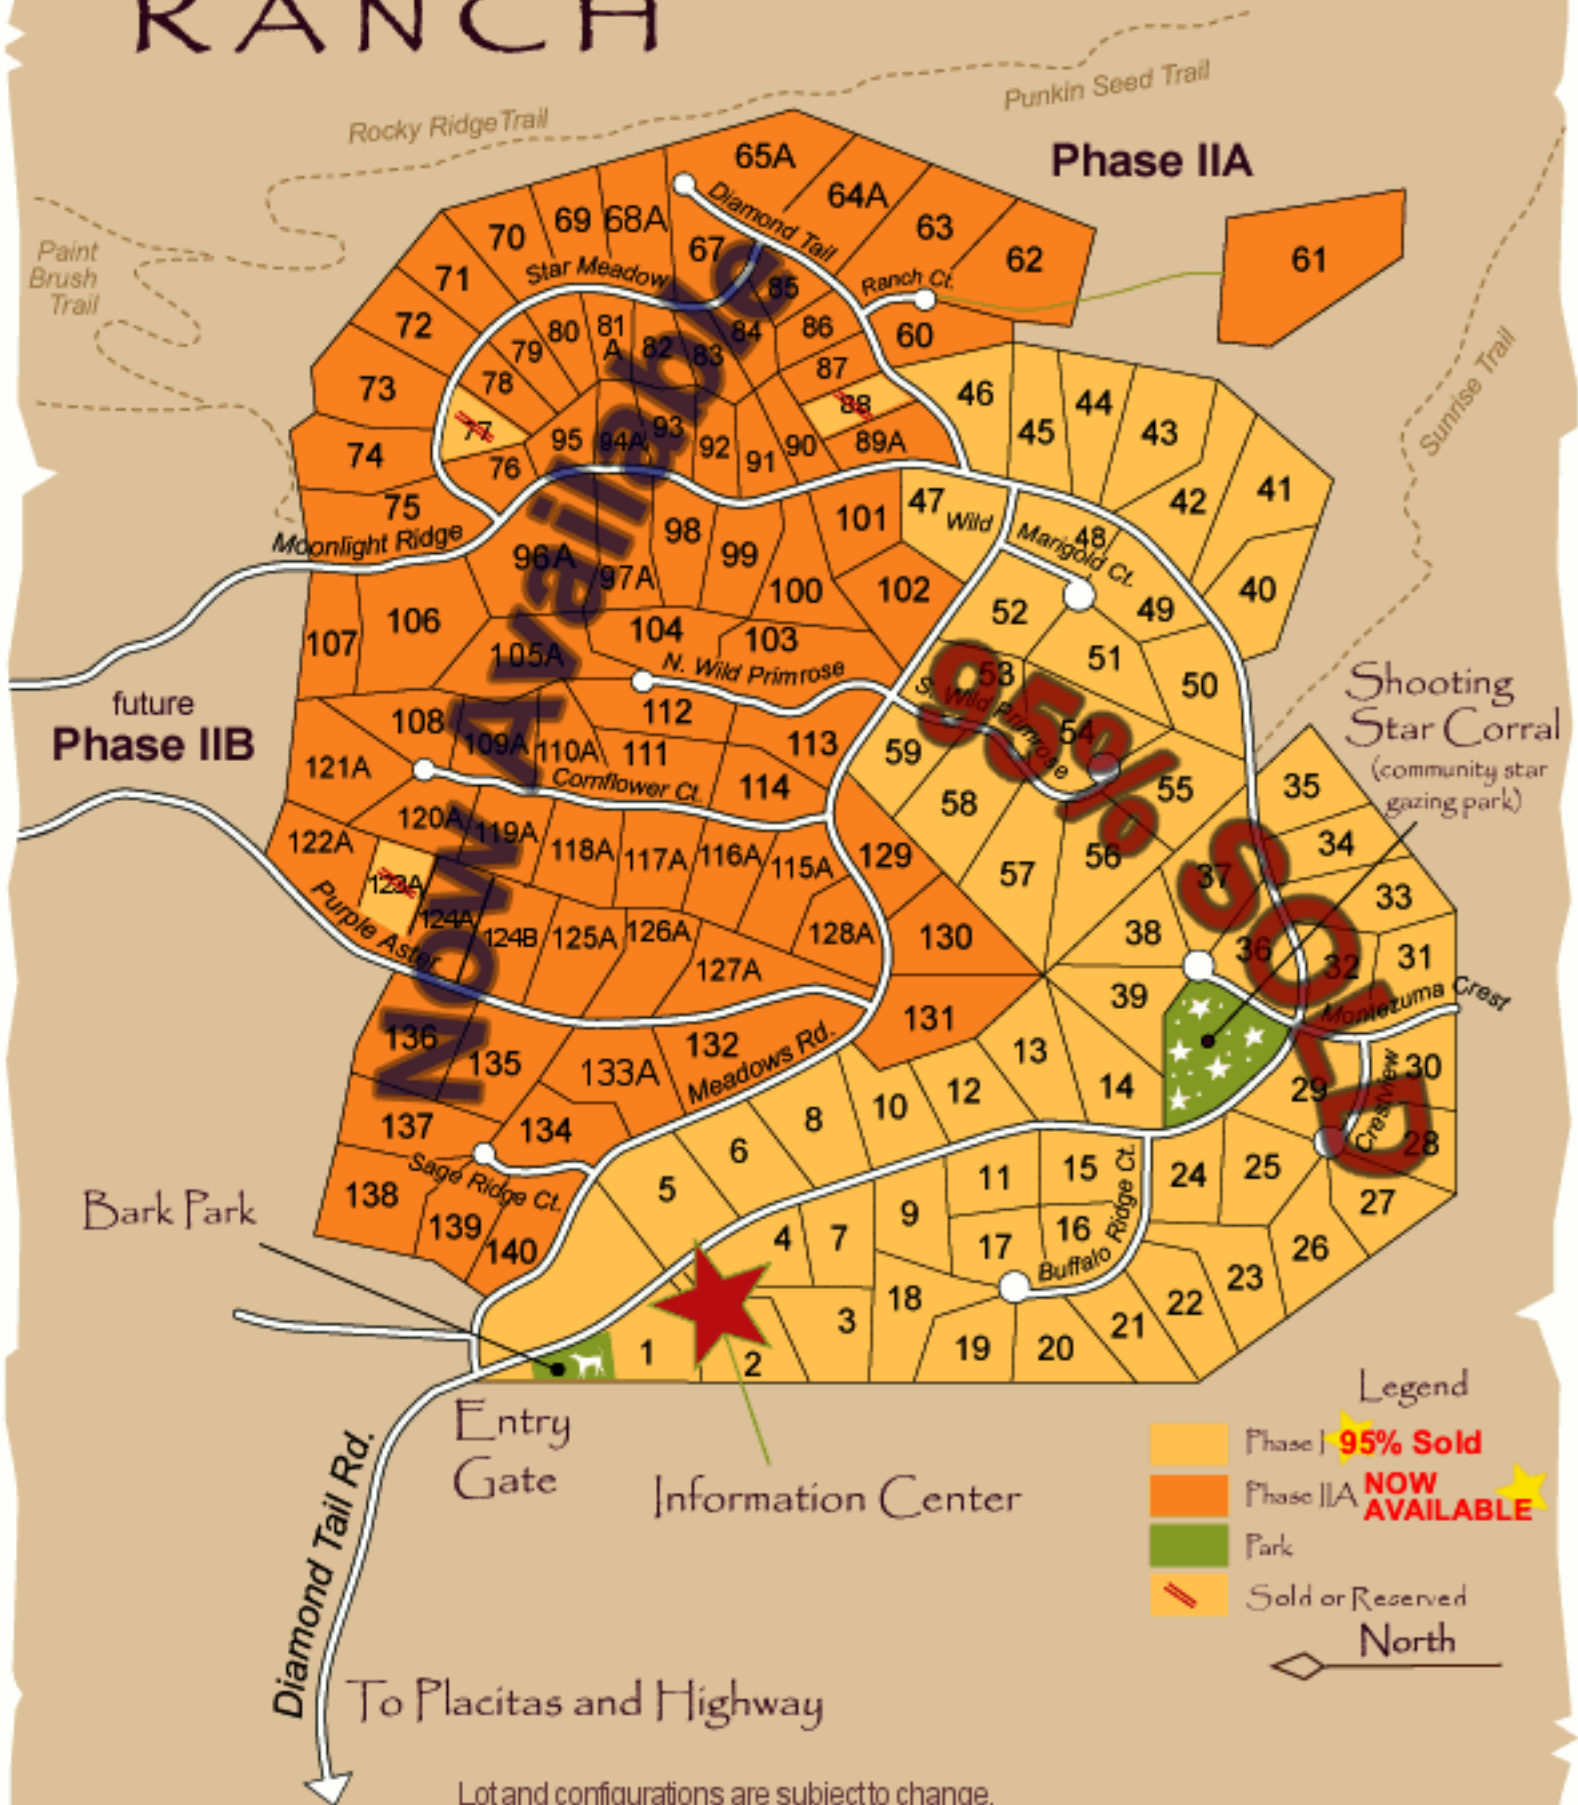 RANCH
Punkin Seed Trail
Rocky Ridge Trail
Phase IIA
65A
64A
63
62
61
Diamond Tail
Ranch Ct.
60
70
69
68A
67
Star Meadow
71
72
73
74
75
76
77
78
79
80
81
A
82
83
84
85
86
87
88
89A
90
91
92
93
94A
95
Paint
Brush
Trail
Sunrise Trail
46
45
44
43
42
41
40
47
Wild
Marigold Ct.
48
49
50
51
52
53
54
55
56
57
58
59
S. Wild Primrose
Moonlight Ridge
96A
97A
98
99
100
101
102
103
104
105A
106
107
N. Wild Primrose
future
Phase IIB
108
109A
110A
111
112
113
114
Cornflower Ct.
121A
120A
119A
118A
117A
116A
115A
122A
123A
124A
124B
125A
126A
127A
128A
129
130
131
Purple Aster
Now Available
95% SOLD
Shooting
Star Corral
(community star
gazing park)
35
34
33
37
38
36
32
31
39
Montezuma Crest
30
29
Crestview
28
27
136
135
133A
132
Meadows Rd.
137
134
Sage Ridge Ct.
138
139
140
13
14
12
10
8
6
5
11
15
16
17
Buffalo Ridge Ct.
24
25
26
23
22
21
20
19
18
9
7
4
3
2
1
Bark Park
Entry
Gate
Information Center
Diamond Tail Rd.
To Placitas and Highway
Legend
Phase I 95% Sold
Phase IIA NOW
AVAILABLE
Park
Sold or Reserved
North
Lot and configurations are subject to change.